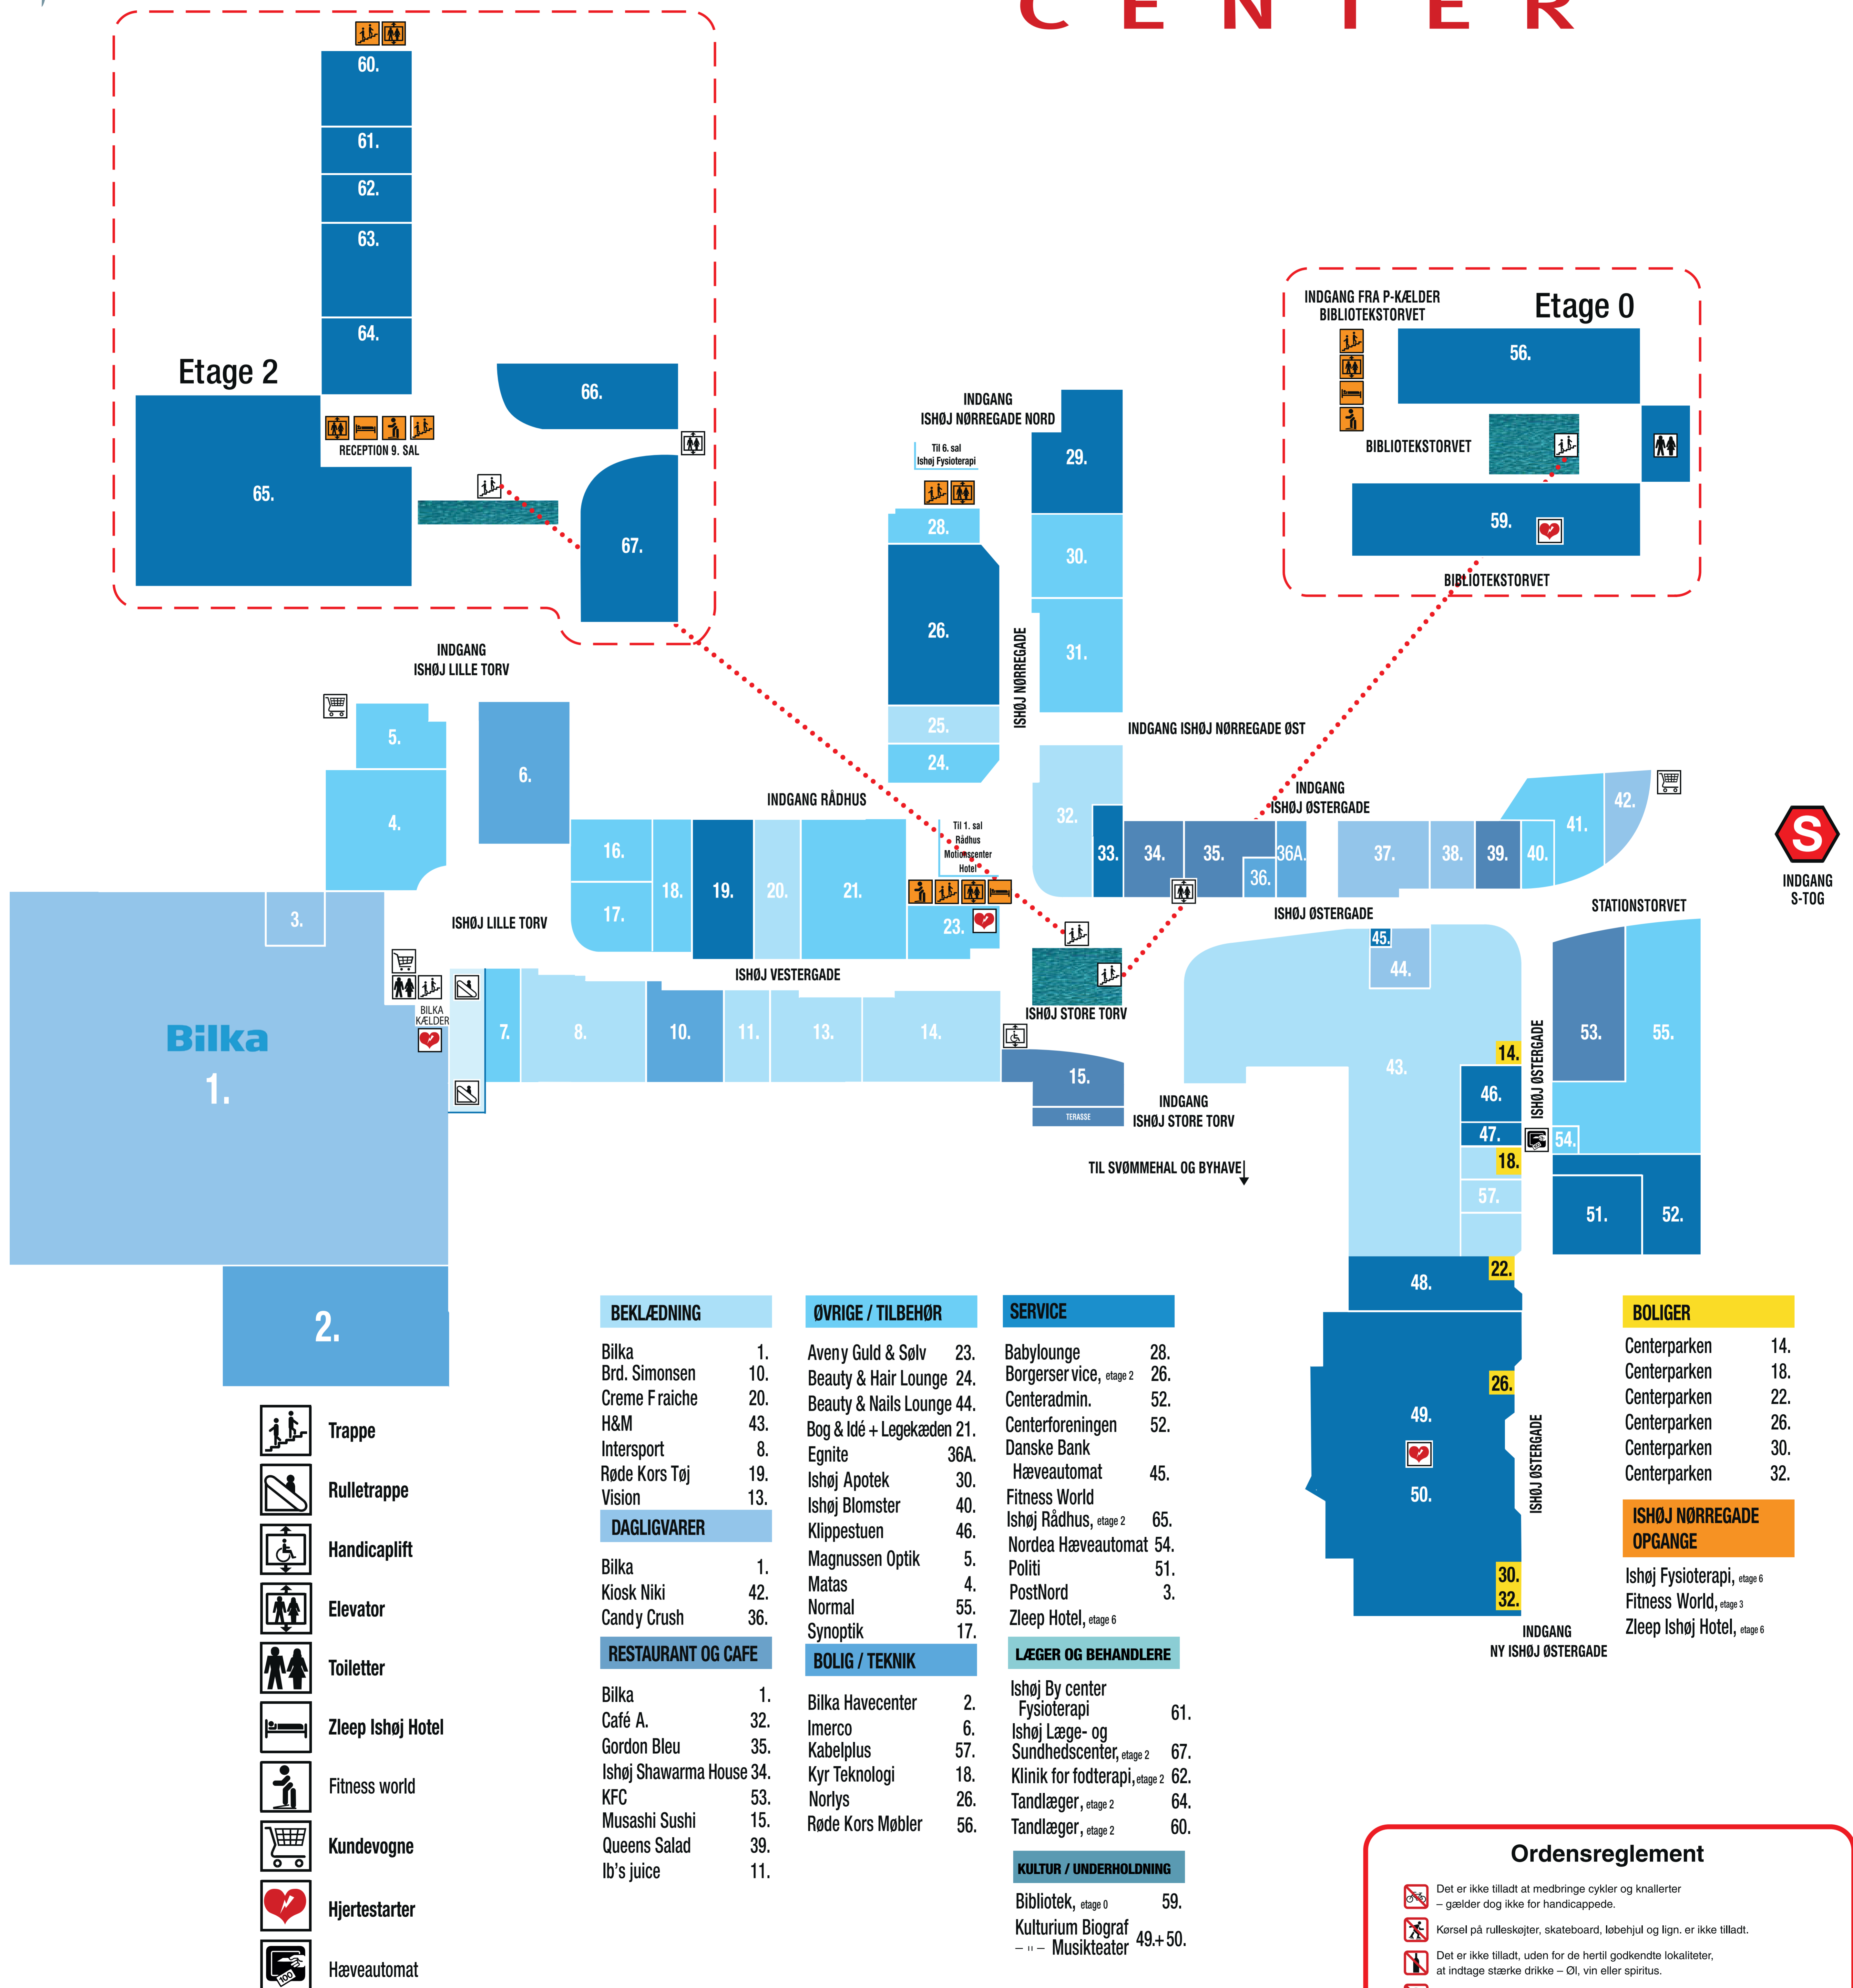 CENTER
60.
61.
62.
63.
64.
Etage 2
65.
RECEPTION 9. SAL
66.
67.
INDGANG FRA P-KÆLDER
BIBLIOTEKSTORVET
Etage 0
56.
BIBLIOTEKSTORVET
59.
BIBLIOTEKSTORVET
INDGANG
ISHØJ NØRREGADE NORD
Til 6. sal
Ishøj Fysioterapi
28.
29.
30.
26.
31.
ISHØJ NØRREGADE
25.
24.
INDGANG ISHØJ NØRREGADE ØST
INDGANG
ISHØJ LILLE TORV
5.
4.
6.
INDGANG RÅDHUS
Til 1. sal
Rådhus
Motionscenter
Hotel
16.
17.
18.
19.
20.
21.
23.
32.
33.
34.
35.
36.
36A.
INDGANG
ISHØJ ØSTERGADE
37.
38.
39.
40.
41.
42.
S
INDGANG
S-TOG
STATIONSTORVET
ISHØJ ØSTERGADE
3.
ISHØJ LILLE TORV
ISHØJ VESTERGADE
BILKA
KÆLDER
Bilka
1.
7.
8.
10.
11.
13.
14.
ISHØJ STORE TORV
15.
TERASSE
INDGANG
ISHØJ STORE TORV
TIL SVØMMEHAL OG BYHAVE
45.
44.
43.
14.
46.
47.
18.
57.
ISHØJ ØSTERGADE
53.
55.
54.
51.
52.
2.
22.
48.
26.
49.
50.
ISHØJ ØSTERGADE
30.
32.
INDGANG
NY ISHØJ ØSTERGADE
Trappe
Rulletrappe
Handicaplift
Elevator
Toiletter
Zleep Ishøj Hotel
Fitness world
Kundevogne
Hjertestarter
100
Hæveautomat
BEKLÆDNING
Bilka 1.
Brd. Simonsen 10.
Creme Fraiche 20.
H&M 43.
Intersport 8.
Røde Kors Tøj 19.
Vision 13.
DAGLIGVARER
Bilka 1.
Kiosk Niki 42.
Candy Crush 36.
RESTAURANT OG CAFE
Bilka 1.
Café A. 32.
Gordon Bleu 35.
Ishøj Shawarma House 34.
KFC 53.
Musashi Sushi 15.
Queens Salad 39.
Ib's juice 11.
ØVRIGE / TILBEHØR
Aveny Guld & Sølv 23.
Beauty & Hair Lounge 24.
Beauty & Nails Lounge 44.
Bog & Idé + Legekæden 21.
Egnite 36A.
Ishøj Apotek 30.
Ishøj Blomster 40.
Klippestuen 46.
Magnussen Optik 5.
Matas 4.
Normal 55.
Synoptik 17.
BOLIG / TEKNIK
Bilka Havecenter 2.
Imerco 6.
Kabelplus 57.
Kyr Teknologi 18.
Norlys 26.
Røde Kors Møbler 56.
SERVICE
Babylounge 28.
Borgerservice, etage 2 26.
Centeradmin. 52.
Centerforeningen 52.
Danske Bank
Hæveautomat 45.
Fitness World
Ishøj Rådhus, etage 2 65.
Nordea Hæveautomat 54.
Politi 51.
PostNord 3.
Zleep Hotel, etage 6
LÆGER OG BEHANDLERE
Ishøj By center
Fysioterapi 61.
Ishøj Læge- og
Sundhedscenter, etage 2 67.
Klinik for fodterapi, etage 2 62.
Tandlæger, etage 2 64.
Tandlæger, etage 2 60.
KULTUR / UNDERHOLDNING
Bibliotek, etage 0 59.
Kulturium Biograf
– " – Musikteater 49.+50.
BOLIGER
Centerparken 14.
Centerparken 18.
Centerparken 22.
Centerparken 26.
Centerparken 30.
Centerparken 32.
ISHØJ NØRREGADE
OPGANGE
Ishøj Fysioterapi, etage 6
Fitness World, etage 3
Zleep Ishøj Hotel, etage 6
Ordensreglement
Det er ikke tilladt at medbringe cykler og knallerter
– gælder dog ikke for handicappede.
Kørsel på rulleskøjter, skateboard, løbehjul og lign. er ikke tilladt.
Det er ikke tilladt, uden for de hertil godkendte lokaliteter,
at indtage stærke drikke – Øl, vin eller spiritus.